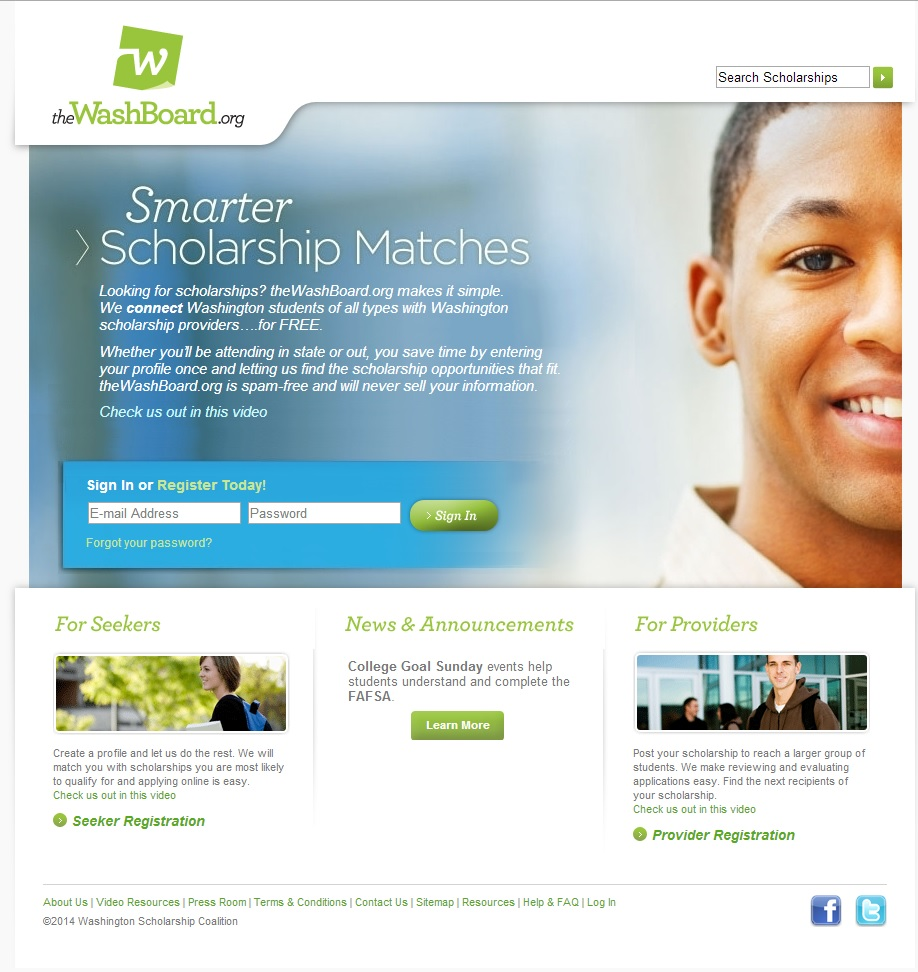 w
theWashBoard.org
Search Scholarships
Smarter
Scholarship Matches
Looking for scholarships? theWashBoard.org makes it simple.
We connect Washington students of all types with Washington
scholarship providers….for FREE.
Whether you'll be attending in state or out, you save time by entering
your profile once and letting us find the scholarship opportunities that fit.
theWashBoard.org is spam-free and will never sell your information.
Check us out in this video
Sign In or Register Today!
E-mail Address Password Sign In
Forgot your password?
For Seekers
Create a profile and let us do the rest. We will
match you with scholarships you are most likely
to qualify for and applying online is easy.
Check us out in this video
Seeker Registration
News & Announcements
College Goal Sunday events help
students understand and complete the
FAFSA.
Learn More
For Providers
Post your scholarship to reach a larger group of
students. We make reviewing and evaluating
applications easy. Find the next recipients of
your scholarship.
Check us out in this video
Provider Registration
About Us | Video Resources | Press Room | Terms & Conditions | Contact Us | Sitemap | Resources | Help & FAQ | Log In
©2014 Washington Scholarship Coalition
f t